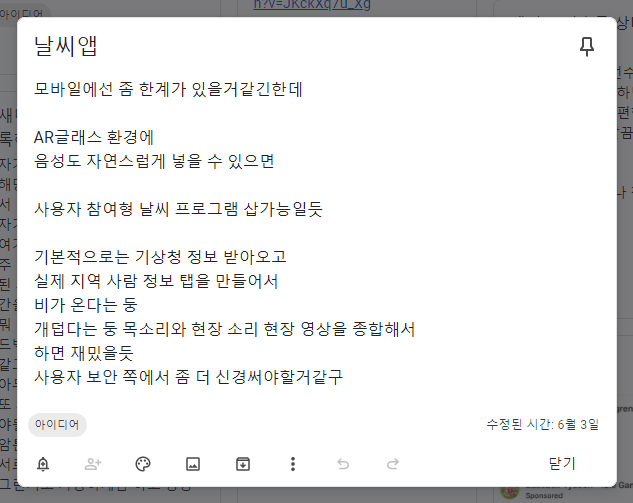 아이디어
h?v=JKckXq7u_xg
날씨앱
모바일에선 좀 한계가 있을거같긴한데
AR글래스 환경에
음성도 자연스럽게 넣을 수 있으면
사용자 참여형 날씨 프로그램 삽가능일듯
기본적으로는 기상청 정보 받아오고
실제 지역 사람 정보 탭을 만들어서
비가 온다는 둥
개덥다는 둥 목소리와 현장 소리 현장 영상을 종합해서
하면 재밌을듯
사용자 보안 쪽에서 좀 더 신경써야할거같구
아이디어
수정된 시간: 6월 3일
닫기
Sponsored